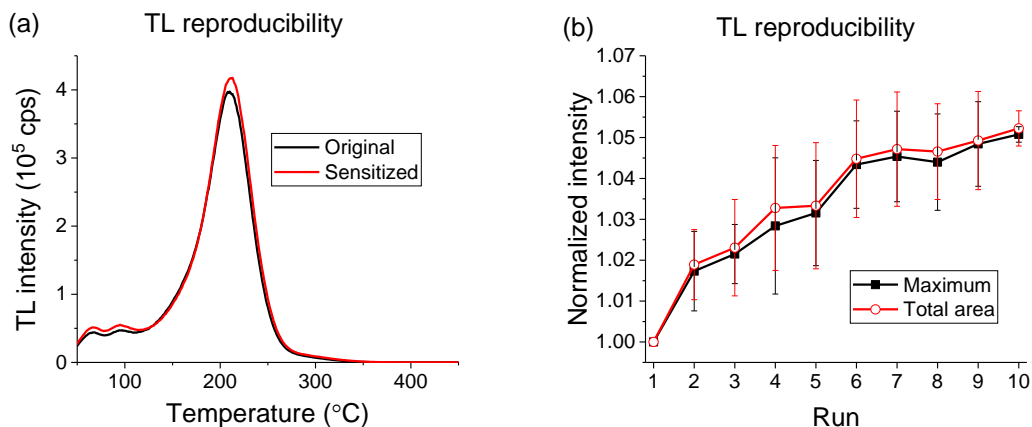 (a)
TL reproducibility
TL intensity (10⁵ cps)
4
3
2
1
0
Original
Sensitized
100
200
300
400
Temperature (°C)
(b)
TL reproducibility
Normalized intensity
1.07
1.06
1.05
1.04
1.03
1.02
1.01
1.00
Maximum
Total area
1 2 3 4 5 6 7 8 9 10
Run